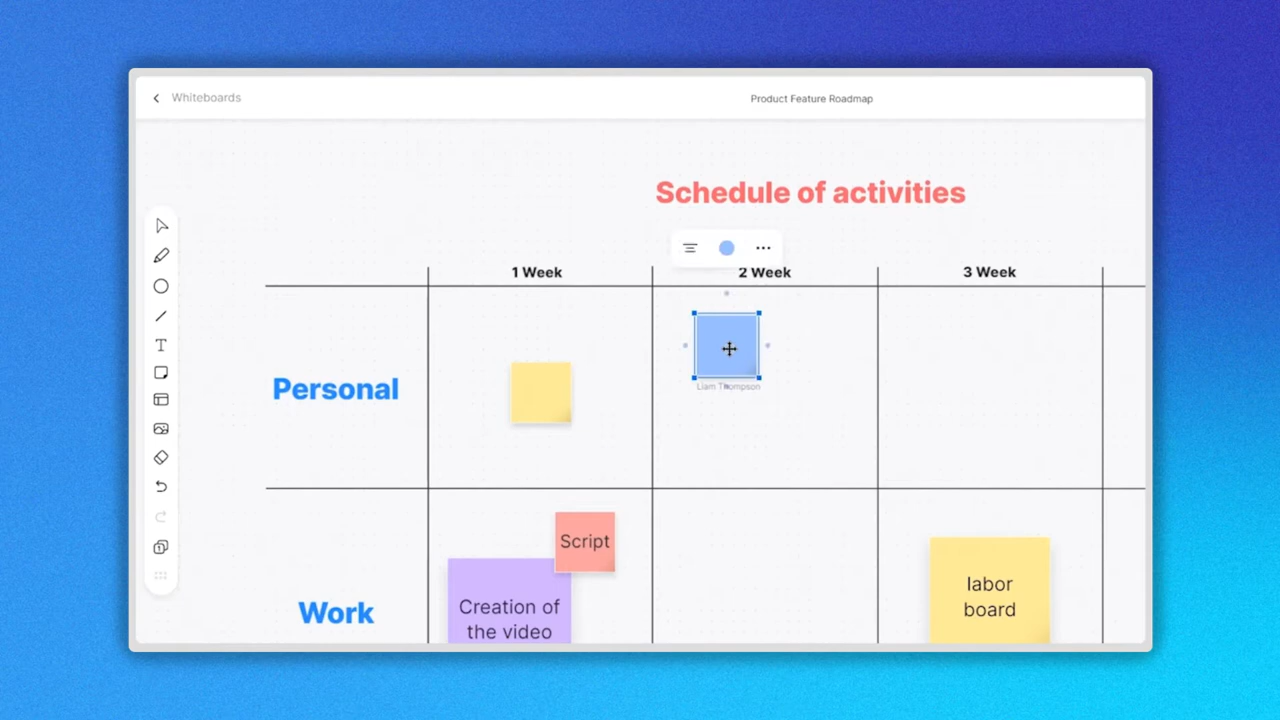 Whiteboards
Product Feature Roadmap
Schedule of activities
1 Week
2 Week
3 Week
Liam Thompson
Personal
Script
Work
Creation of
the video
labor
board